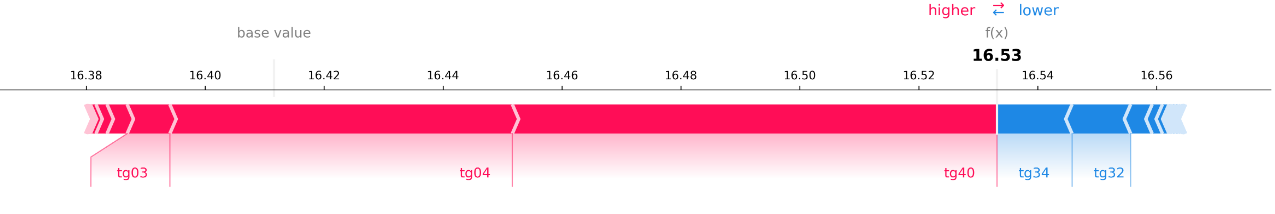 higher ⇄ lower
base value f(x)
16.53
16.38 16.40 16.42 16.44 16.46 16.48 16.50 16.52 16.54 16.56
tg03 tg04 tg40 tg34 tg32